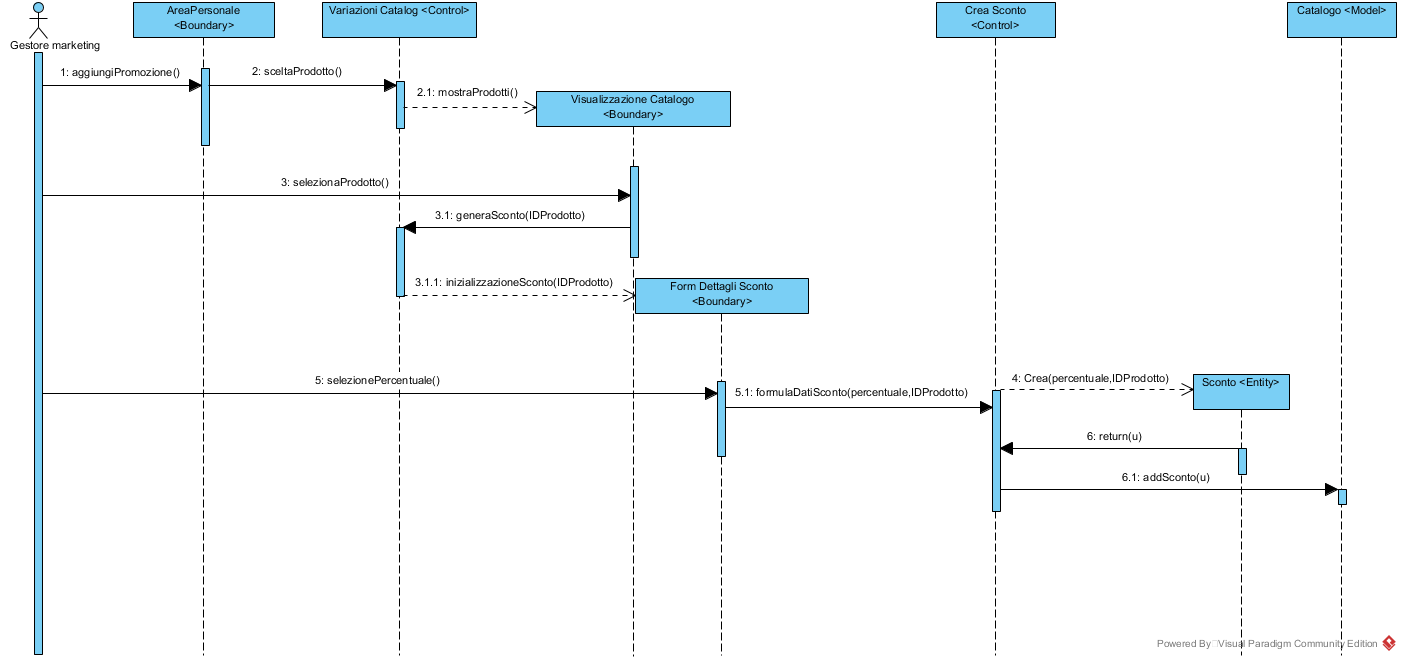 AreaPersonale
<Boundary>
Variazioni Catalog <Control>
Crea Sconto
<Control>
Catalogo <Model>
Gestore marketing
1: aggiungiPromozione()
2: sceltaProdotto()
2.1: mostraProdotti()
Visualizzazione Catalogo
<Boundary>
3: selezionaProdotto()
3.1: generaSconto(IDProdotto)
3.1.1: inizializzazioneSconto(IDProdotto)
Form Dettagli Sconto
<Boundary>
5: selezionePercentuale()
5.1: formulaDatiSconto(percentuale,IDProdotto)
4: Crea(percentuale,IDProdotto)
Sconto <Entity>
6: return(u)
6.1: addSconto(u)
Powered By Visual Paradigm Community Edition